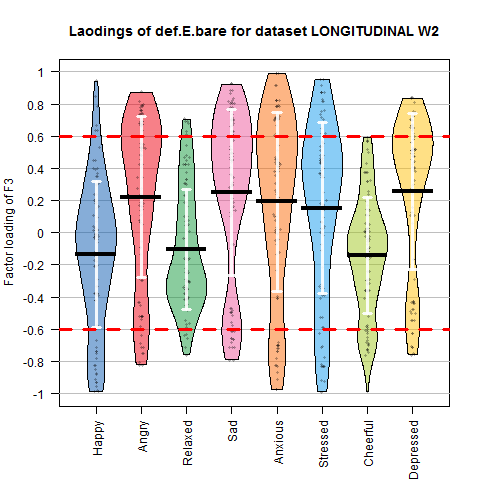 Laodings of def.E.bare for dataset LONGITUDINAL W2
Factor loading of F3
1
0.8
0.6
0.4
0.2
0
-0.2
-0.4
-0.6
-0.8
-1
Happy
Angry
Relaxed
Sad
Anxious
Stressed
Cheerful
Depressed